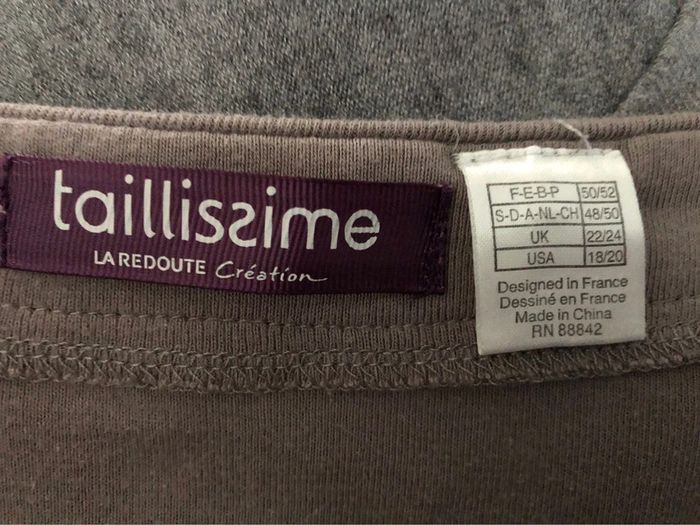 taillissime
LA REDOUTE Création
F-E-B-P 50/52
S-D-A-NL-CH 48/50
UK 22/24
USA 18/20
Designed in France
Dessiné en France
Made in China
RN 88842